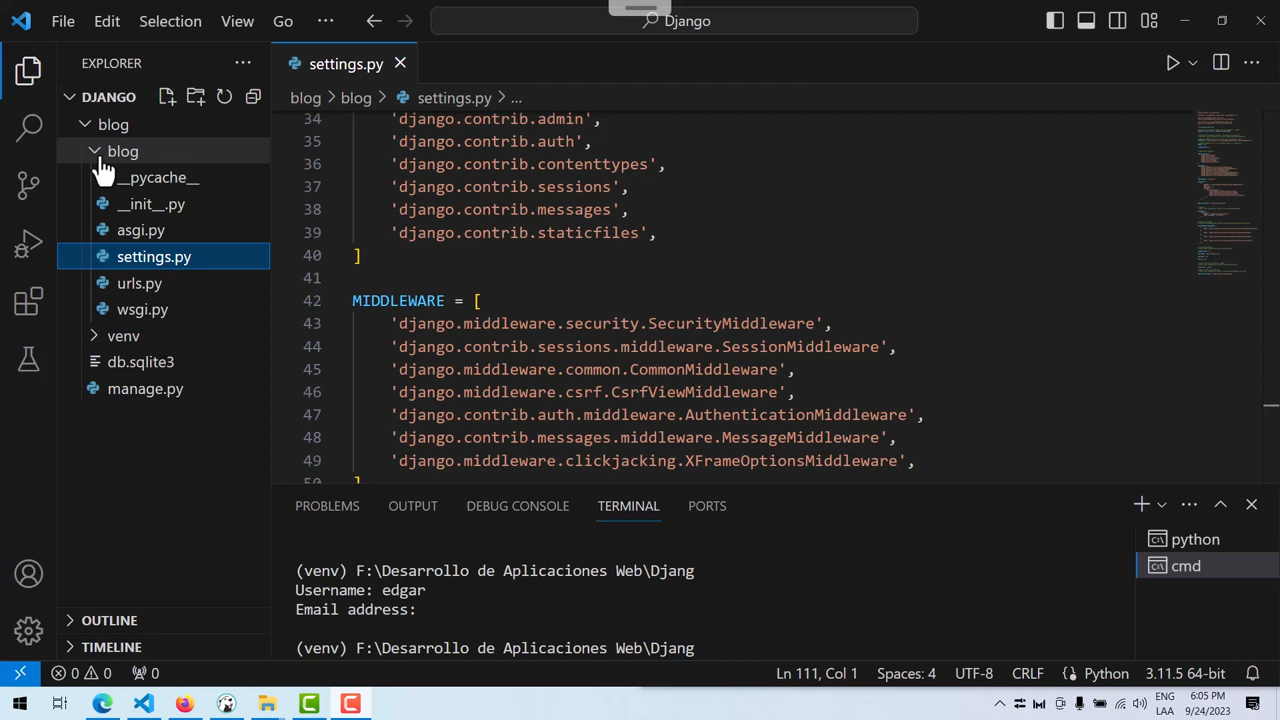 File Edit Selection View Go ··· Django
EXPLORER ···
settings.py
DJANGO
blog > blog > settings.py > ...
blog
blog
__pycache__
__init__.py
asgi.py
settings.py
urls.py
wsgi.py
venv
db.sqlite3
manage.py
OUTLINE
TIMELINE
34 'django.contrib.admin',
35 'django.contrib.auth',
36 'django.contrib.contenttypes',
37 'django.contrib.sessions',
38 'django.contrib.messages',
39 'django.contrib.staticfiles',
40 ]
41
42 MIDDLEWARE = [
43 'django.middleware.security.SecurityMiddleware',
44 'django.contrib.sessions.middleware.SessionMiddleware',
45 'django.middleware.common.CommonMiddleware',
46 'django.middleware.csrf.CsrfViewMiddleware',
47 'django.contrib.auth.middleware.AuthenticationMiddleware',
48 'django.contrib.messages.middleware.MessageMiddleware',
49 'django.middleware.clickjacking.XFrameOptionsMiddleware',
50 ]
PROBLEMS OUTPUT DEBUG CONSOLE TERMINAL PORTS
(venv) F:\Desarrollo de Aplicaciones Web\Djang
Username: edgar
Email address:
(venv) F:\Desarrollo de Aplicaciones Web\Djang
python
cmd
0 0 0 Ln 111, Col 1 Spaces: 4 UTF-8 CRLF Python 3.11.5 64-bit
ENG 6:05 PM
LAA 9/24/2023